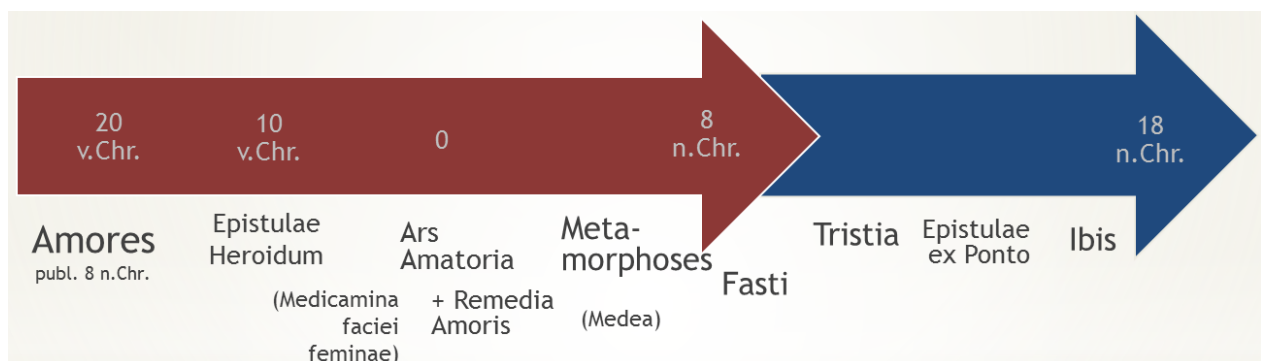 20
v.Chr.
10
v.Chr.
0
8
n.Chr.
18
n.Chr.
Amores
publ. 8 n.Chr.
Epistulae
Heroidum
(Medicamina
faciei
feminae)
Ars
Amatoria
+ Remedia
Amoris
Meta-
morphoses
(Medea)
Fasti
Tristia
Epistulae
ex Ponto
Ibis